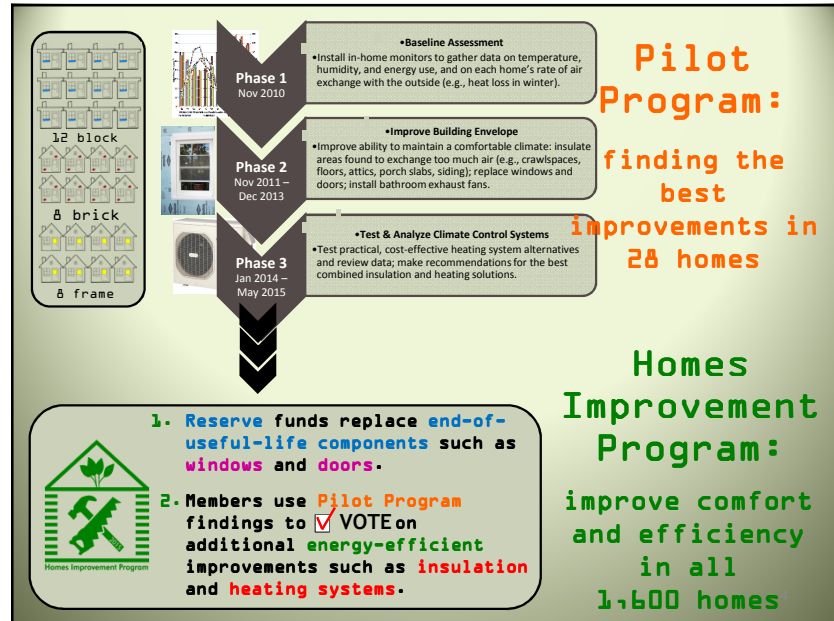 12 block
8 brick
8 frame
Phase 1
Nov 2010
•Baseline Assessment
•Install in-home monitors to gather data on temperature,
humidity, and energy use, and on each home's rate of air
exchange with the outside (e.g., heat loss in winter).
Phase 2
Nov 2011 –
Dec 2013
•Improve Building Envelope
•Improve ability to maintain a comfortable climate: insulate
areas found to exchange too much air (e.g., crawlspaces,
floors, attics, porch slabs, siding); replace windows and
doors; install bathroom exhaust fans.
Phase 3
Jan 2014 –
May 2015
•Test & Analyze Climate Control Systems
•Test practical, cost-effective heating system alternatives
and review data; make recommendations for the best
combined insulation and heating solutions.
Pilot
Program:
finding the
best
improvements in
28 homes
Homes Improvement Program
1. Reserve funds replace end-of-
useful-life components such as
windows and doors.
2. Members use Pilot Program
findings to VOTE on
additional energy-efficient
improvements such as insulation
and heating systems.
Homes
Improvement
Program:
improve comfort
and efficiency
in all
1,600 homes